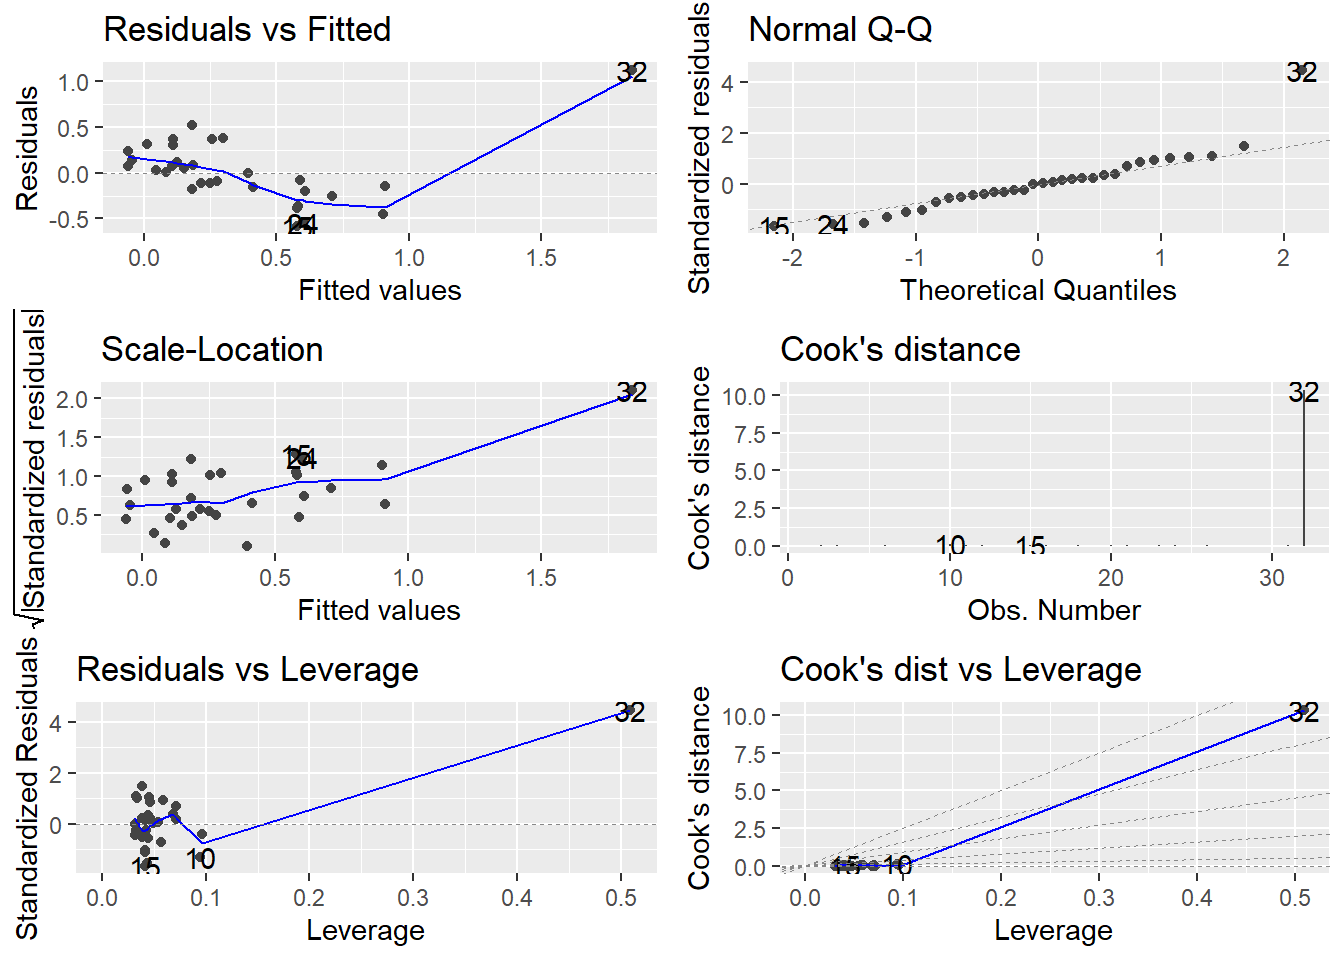 Residuals vs Fitted
Residuals
1.0
0.5
0.0
-0.5
32
24
0.0 0.5 1.0 1.5
Fitted values
Normal Q-Q
Standardized residuals
4
2
0
32
15 24
-2 -1 0 1 2
Theoretical Quantiles
Scale-Location
√|Standardized residuals|
2.0
1.5
1.0
0.5
32
15
24
0.0 0.5 1.0 1.5
Fitted values
Cook's distance
Cook's distance
10.0
7.5
5.0
2.5
0.0
32
10 15
0 10 20 30
Obs. Number
Residuals vs Leverage
Standardized Residuals
4
2
0
32
15 10
0.0 0.1 0.2 0.3 0.4 0.5
Leverage
Cook's dist vs Leverage
Cook's distance
10.0
7.5
5.0
2.5
0.0
32
15 10
0.0 0.1 0.2 0.3 0.4 0.5
Leverage